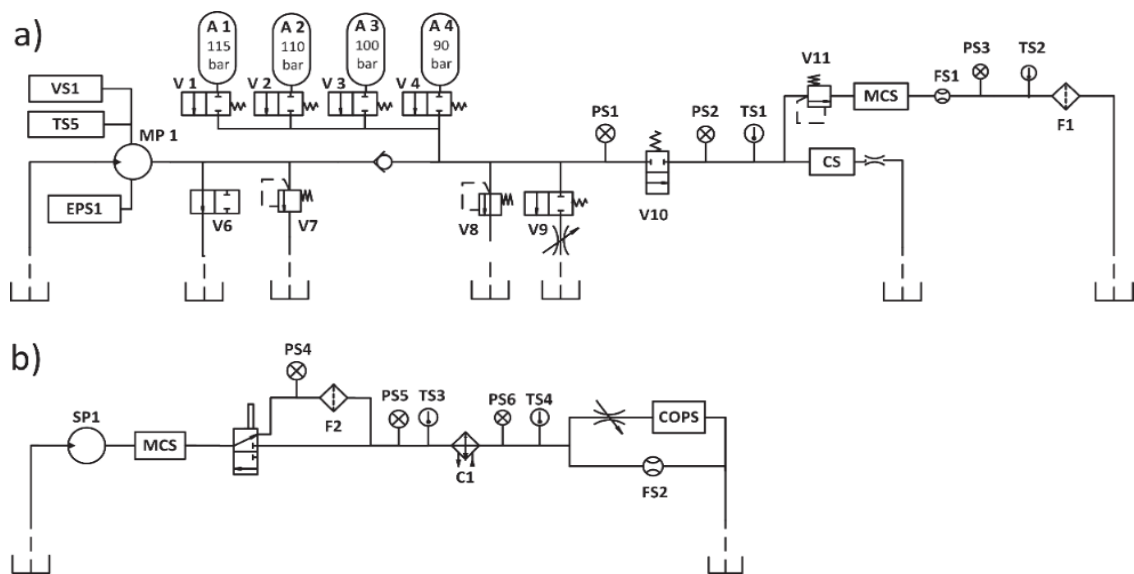 a)
A 1 A 2 A 3 A 4
115 110 100 90
bar bar bar bar
V 1 V 2 V 3 V 4
VS1
TS5
MP 1
EPS1
V6
V7
V8
V9
PS1
V10
PS2
TS1
V11
MCS
FS1
PS3
TS2
F1
CS
b)
SP1
MCS
PS4
F2
PS5
TS3
C1
PS6
TS4
COPS
FS2